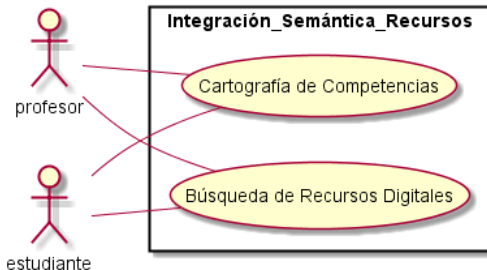 Integración_Semántica_Recursos
Cartografía de Competencias
profesor
Búsqueda de Recursos Digitales
estudiante